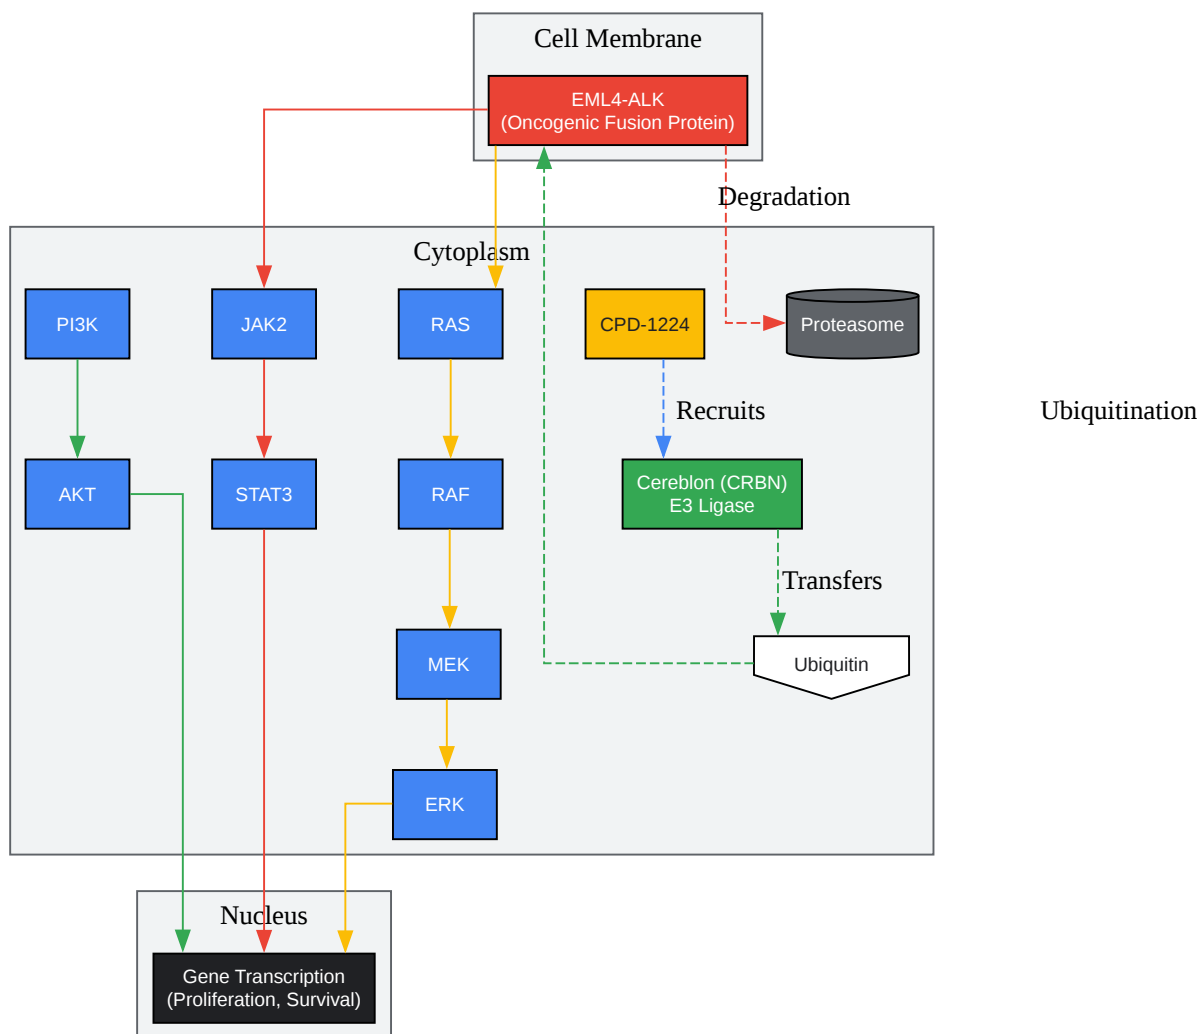 Cell Membrane
EML4-ALK
(Oncogenic Fusion Protein)
Degradation
Cytoplasm
PI3K
JAK2
RAS
CPD-1224
Proteasome
Recruits
Ubiquitination
AKT
STAT3
RAF
Cereblon (CRBN)
E3 Ligase
Transfers
MEK
Ubiquitin
ERK
Nucleus
Gene Transcription
(Proliferation, Survival)